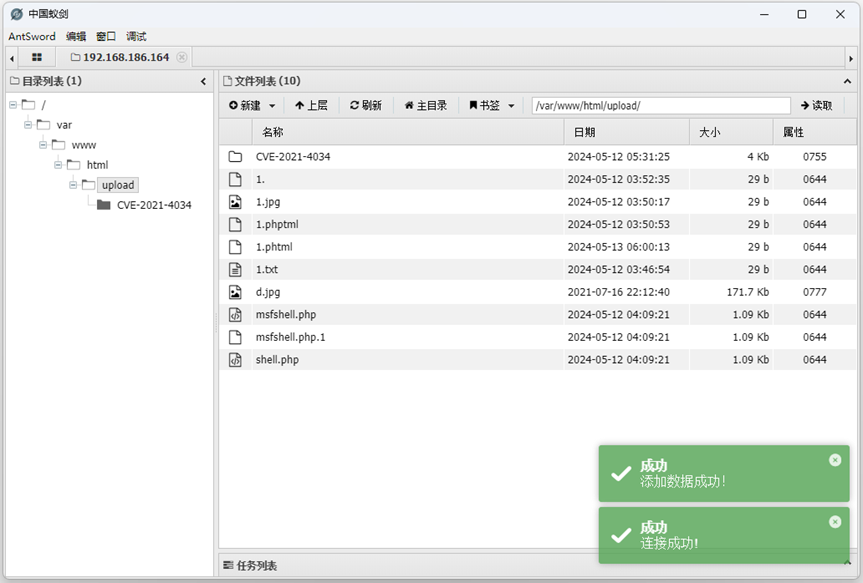 中国蚁剑
AntSword 编辑 窗口 调试
192.168.186.164
目录列表 (1)
/
var
www
html
upload
CVE-2021-4034
文件列表 (10)
新建 上层 刷新 主目录 书签 /var/www/html/upload/ 读取
名称 日期 大小 属性
CVE-2021-4034 2024-05-12 05:31:25 4 Kb 0755
1. 2024-05-12 03:52:35 29 b 0644
1.jpg 2024-05-12 03:50:17 29 b 0644
1.phptml 2024-05-12 03:50:53 29 b 0644
1.phtml 2024-05-13 06:00:13 29 b 0644
1.txt 2024-05-12 03:46:54 29 b 0644
d.jpg 2021-07-16 22:12:40 171.7 Kb 0777
msfshell.php 2024-05-12 04:09:21 1.09 Kb 0644
msfshell.php.1 2024-05-12 04:09:21 1.09 Kb 0644
shell.php 2024-05-12 04:09:21 1.09 Kb 0644
成功
添加数据成功!
成功
连接成功!
任务列表